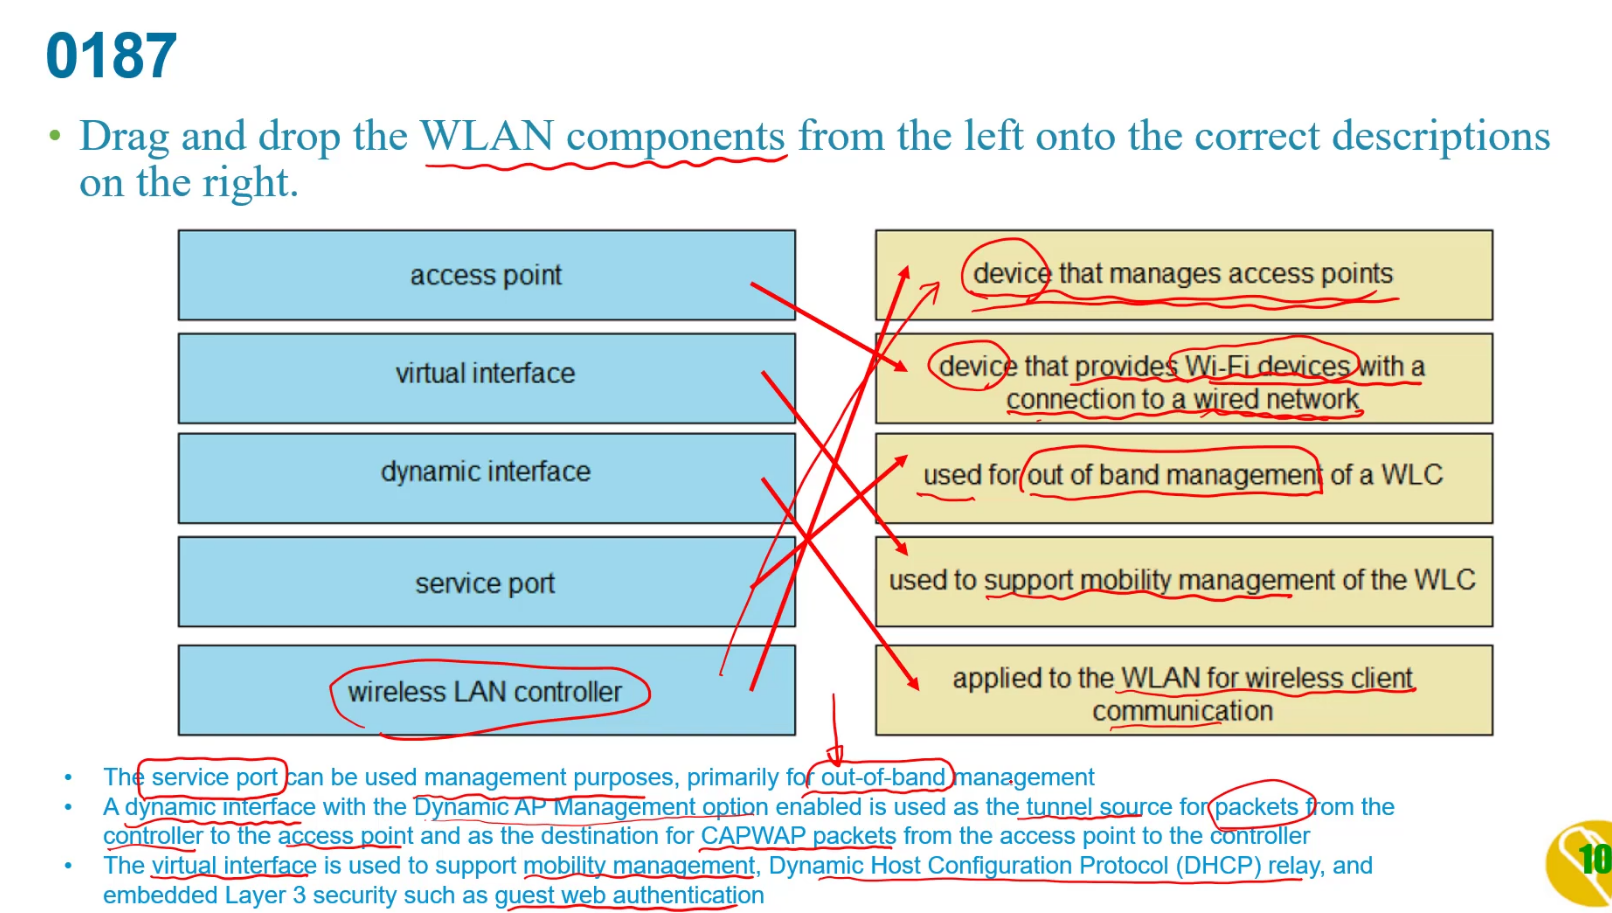 0187
• Drag and drop the WLAN components from the left onto the correct descriptions
on the right.
access point
virtual interface
dynamic interface
service port
wireless LAN controller
device that manages access points
device that provides Wi-Fi devices with a
connection to a wired network
used for out of band management of a WLC
used to support mobility management of the WLC
applied to the WLAN for wireless client
communication
• The service port can be used management purposes, primarily for out-of-band management
• A dynamic interface with the Dynamic AP Management option enabled is used as the tunnel source for packets from the
controller to the access point and as the destination for CAPWAP packets from the access point to the controller
• The virtual interface is used to support mobility management, Dynamic Host Configuration Protocol (DHCP) relay, and
embedded Layer 3 security such as guest web authentication
10